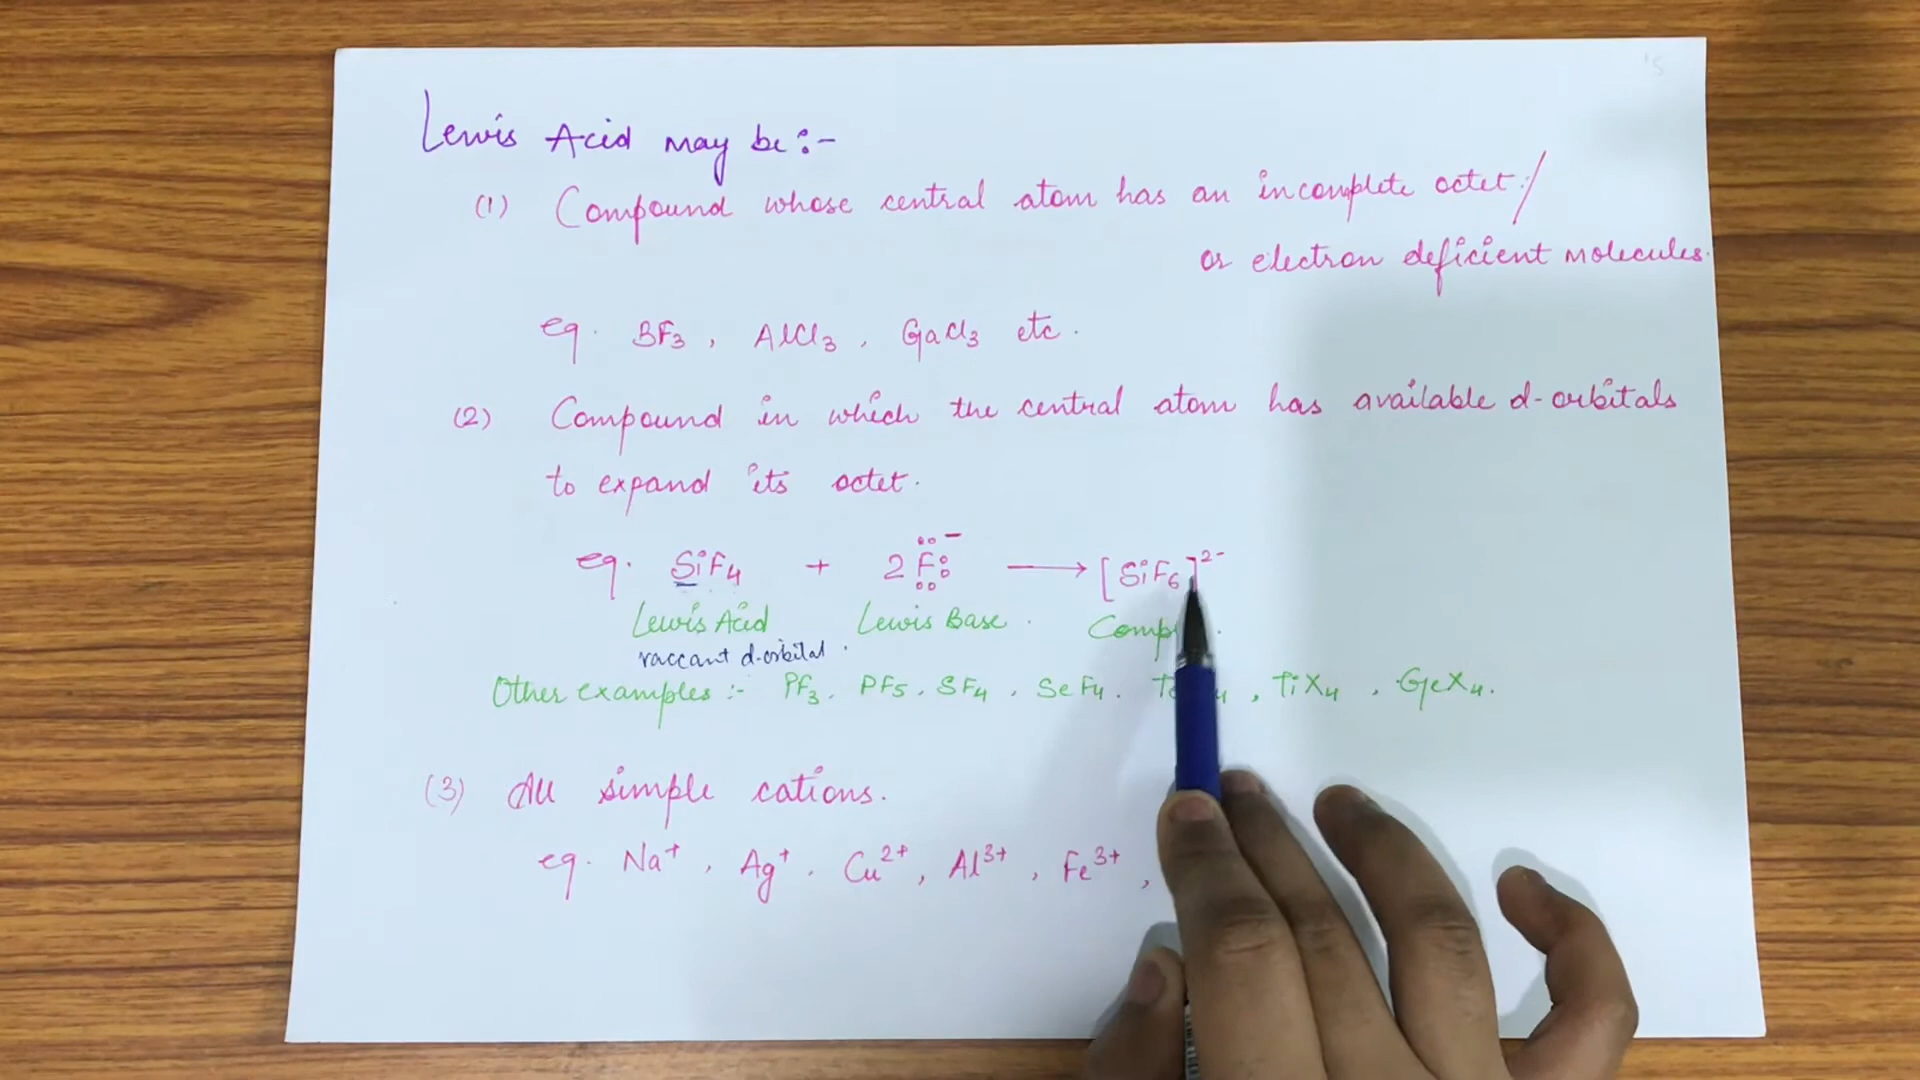 Lewis Acid may be:-
(1) Compound whose central atom has an incomplete octet./
or electron deficient molecules.
eg. BF3, AlCl3, GaCl3 etc.
(2) Compound in which the central atom has available d-orbitals
to expand its octet.
eg. SiF4 + 2F⁻ ⟶ [SiF6]²⁻
Lewis Acid Lewis Base.
vaccant d-orbital.
Other examples :- PF3, PF5, SF4, SeF4, TiX4, GeX4.
(3) All simple cations.
eg. Na⁺, Ag⁺, Cu²⁺, Al³⁺, Fe³⁺,